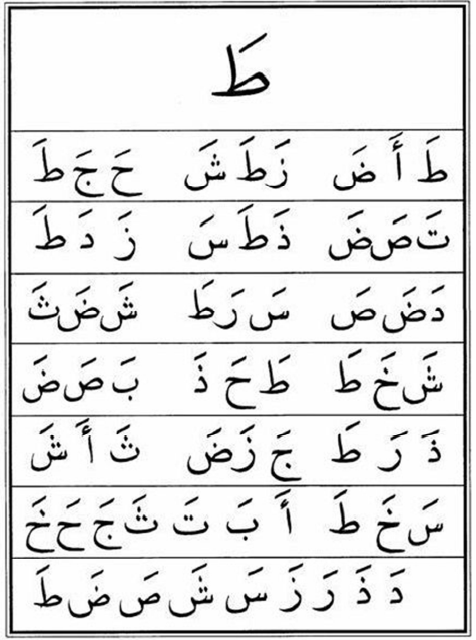 طَ
طَ أَ ضَ زَ طَ شَ حَ جَ طَ
تَ صَ ضَ ذَ طَ سَ زَ دَ طَ
دَ ضَ صَ سَ رَ طَ شَ ضَ ثَ
شَ خَ طَ طَ حَ ذَ بَ صَ ضَ
ذَ رَ طَ جَ زَ ضَ ثَ أَ شَ
سَ خَ طَ أَ بَ تَ ثَ جَ حَ خَ
دَ ذَ رَ زَ سَ شَ صَ ضَ طَ